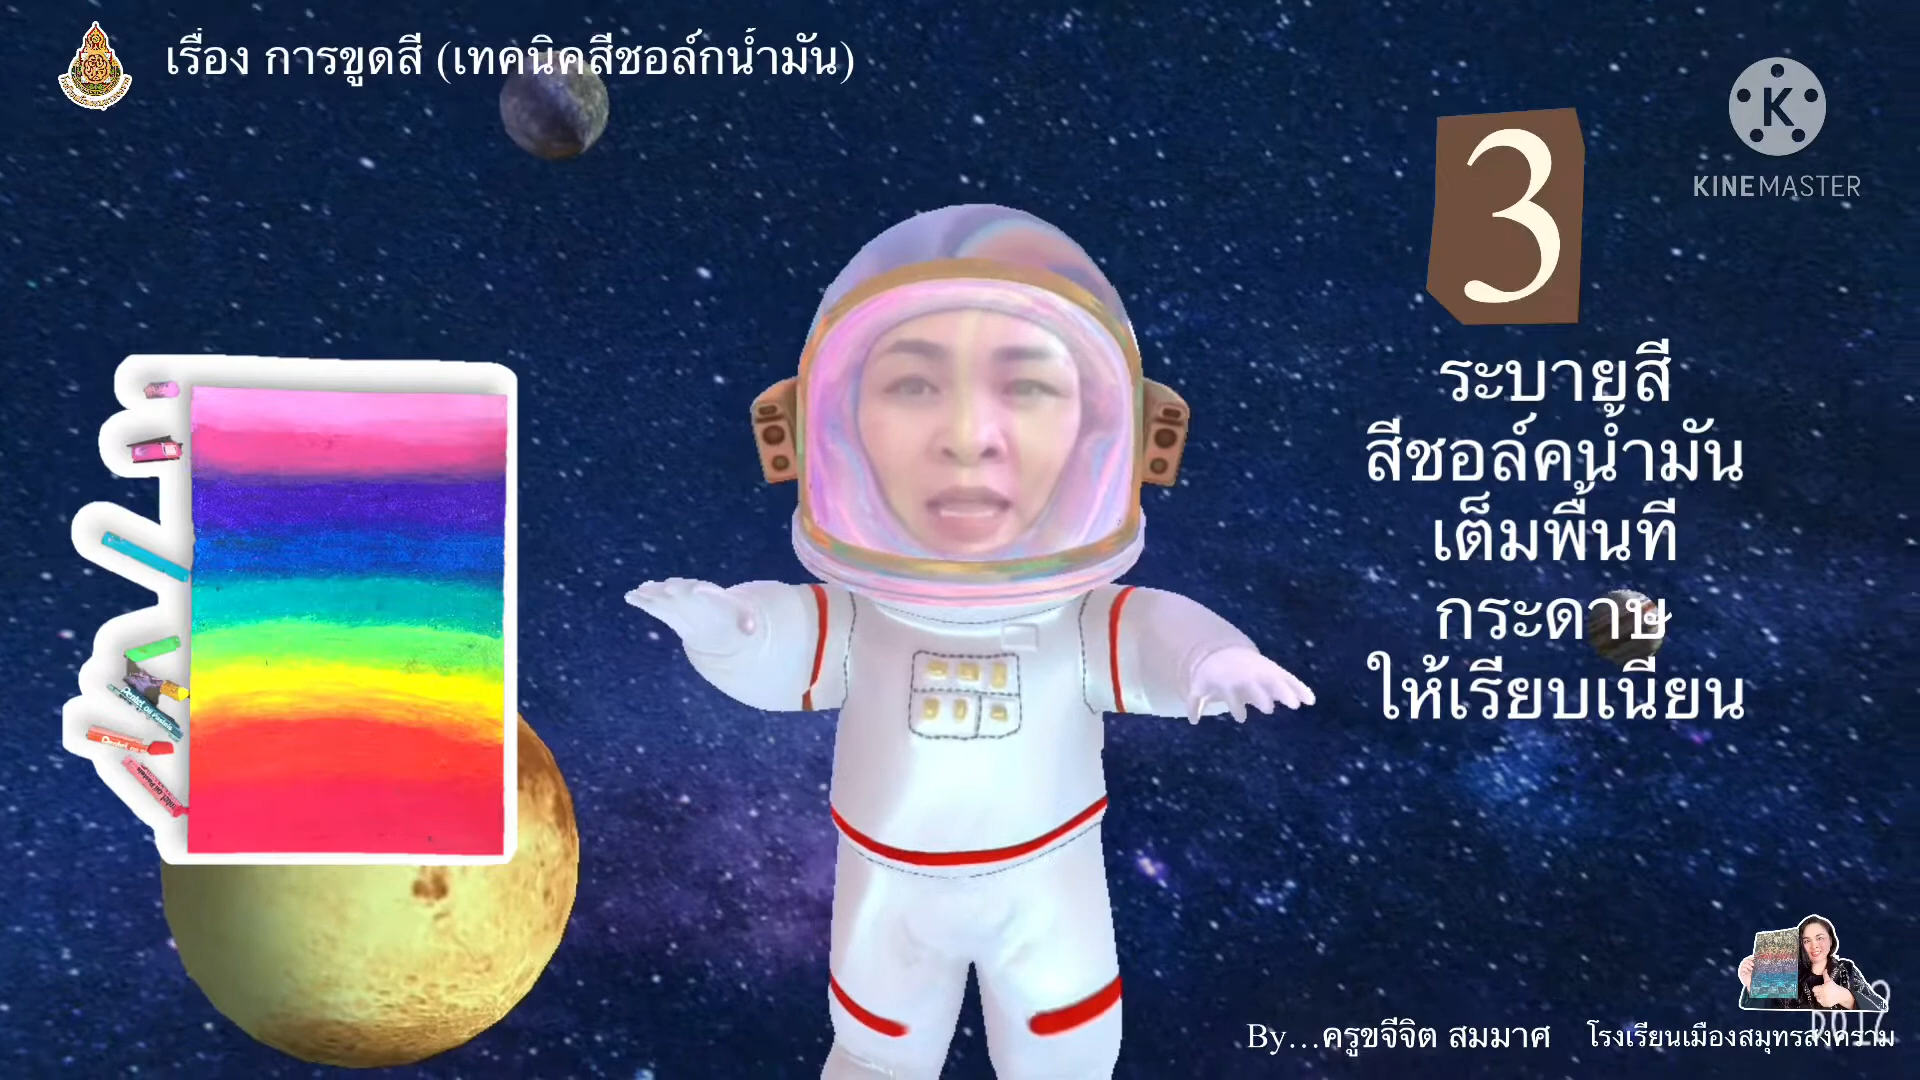 เรื่อง การขูดสี (เทคนิคสีชอล์กน้ำมัน)
KINEMASTER
3
ระบายสี
สีชอล์คน้ำมัน
เต็มพื้นที
กระดาษ
ให้เรียบเนียน
By...ครูขจีจิต สมมาศ
โรงเรียนเมืองสมุทรสงคราม